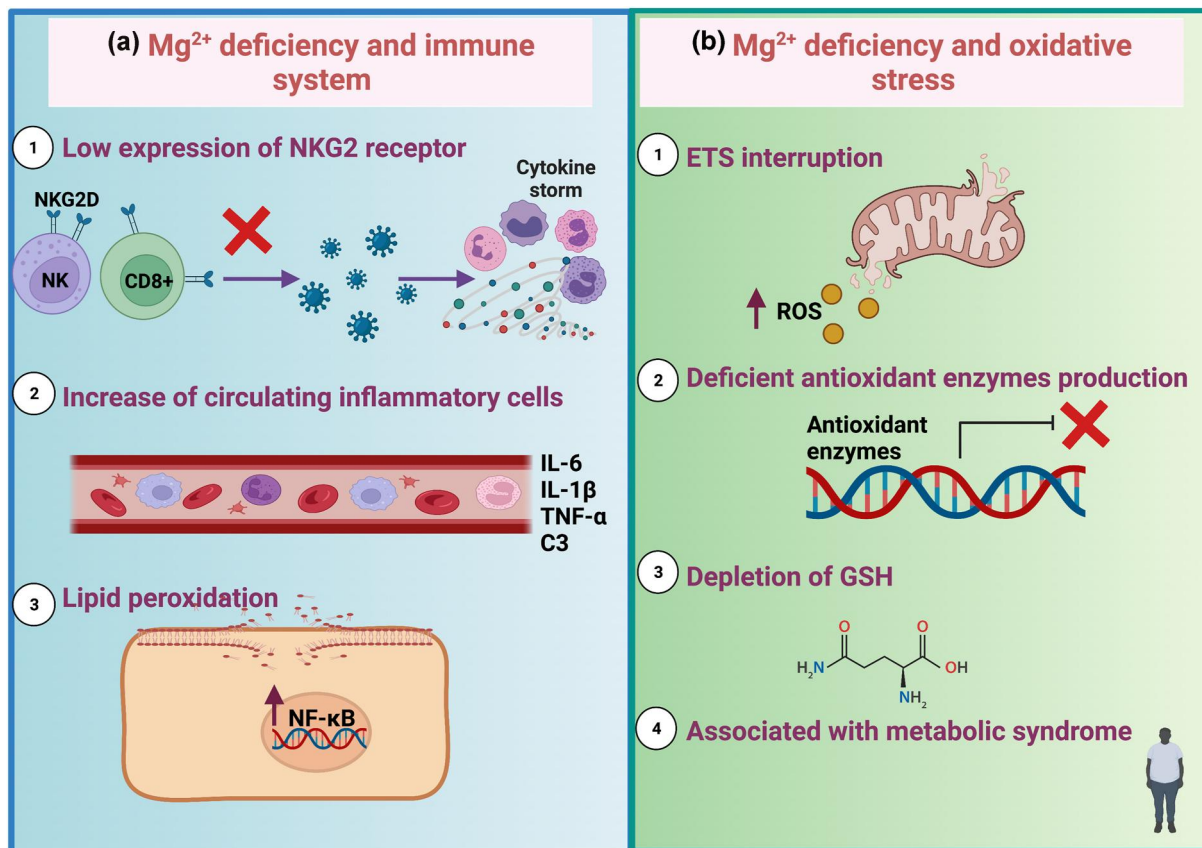 (a) Mg²⁺ deficiency and immune
system
1 Low expression of NKG2 receptor
NKG2D
NK
CD8+
Cytokine
storm
2 Increase of circulating inflammatory cells
IL-6
IL-1β
TNF-α
C3
3 Lipid peroxidation
NF-κB
(b) Mg²⁺ deficiency and oxidative
stress
1 ETS interruption
ROS
2 Deficient antioxidant enzymes production
Antioxidant
enzymes
3 Depletion of GSH
O O
H₂N OH
NH₂
4 Associated with metabolic syndrome